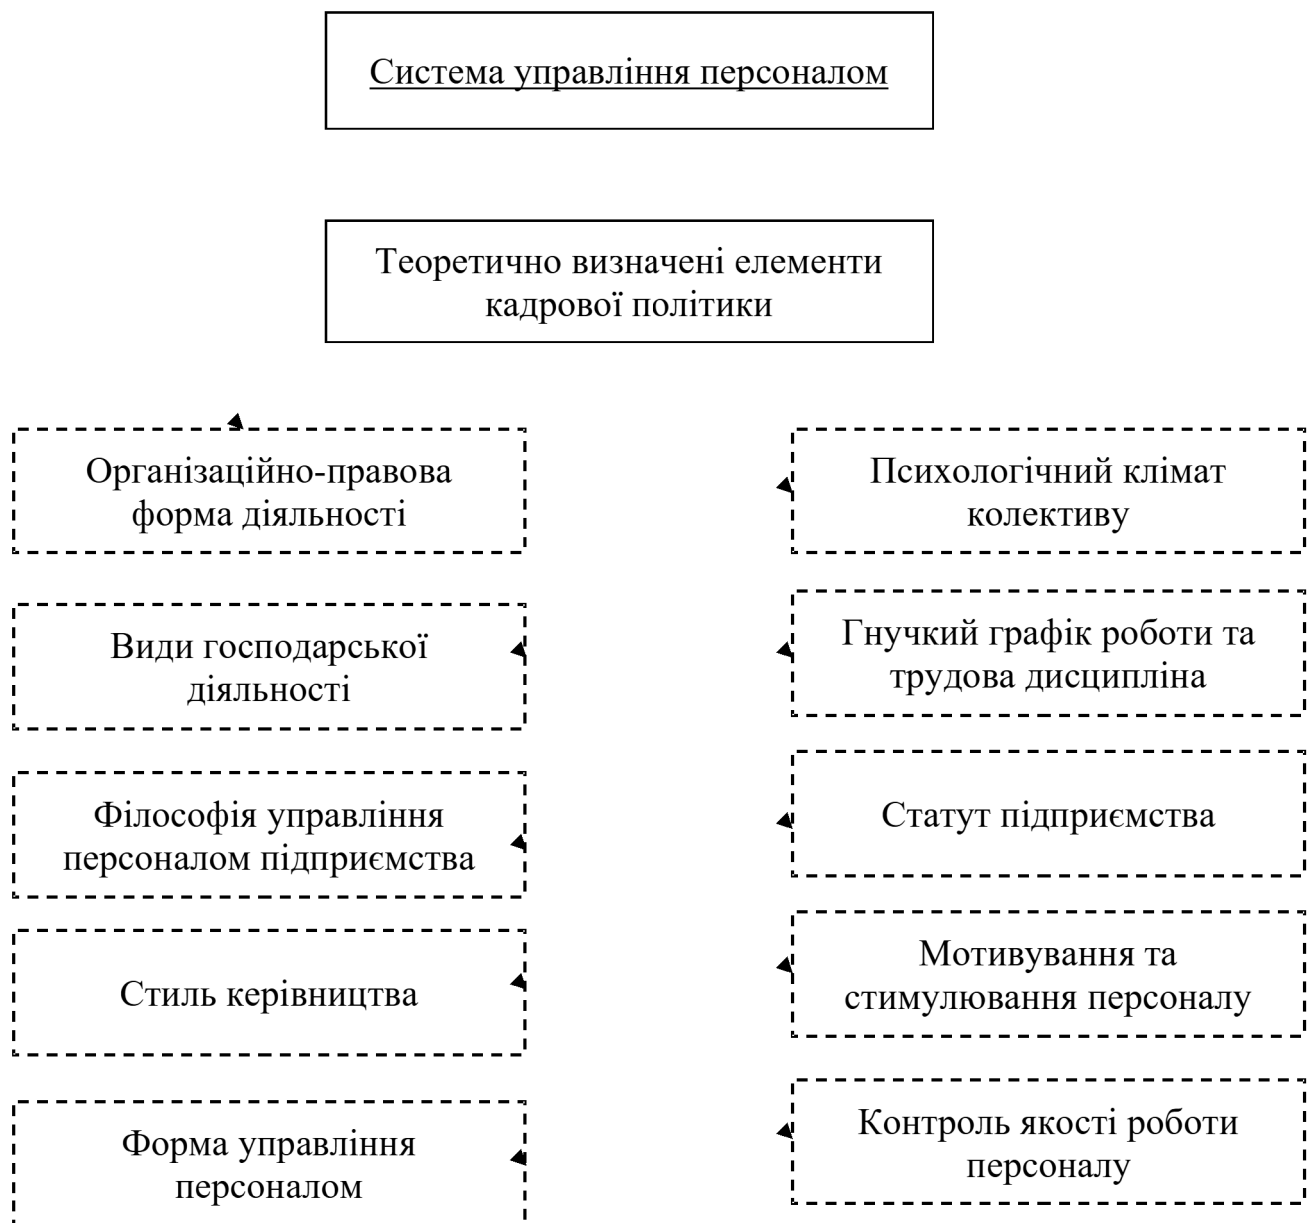 Система управління персоналом
Теоретично визначені елементи
кадрової політики
Організаційно-правова
форма діяльності
Види господарської
діяльності
Філософія управління
персоналом підприємства
Стиль керівництва
Форма управління
персоналом
Психологічний клімат
колективу
Гнучкий графік роботи та
трудова дисципліна
Статут підприємства
Мотивування та
стимулювання персоналу
Контроль якості роботи
персоналу